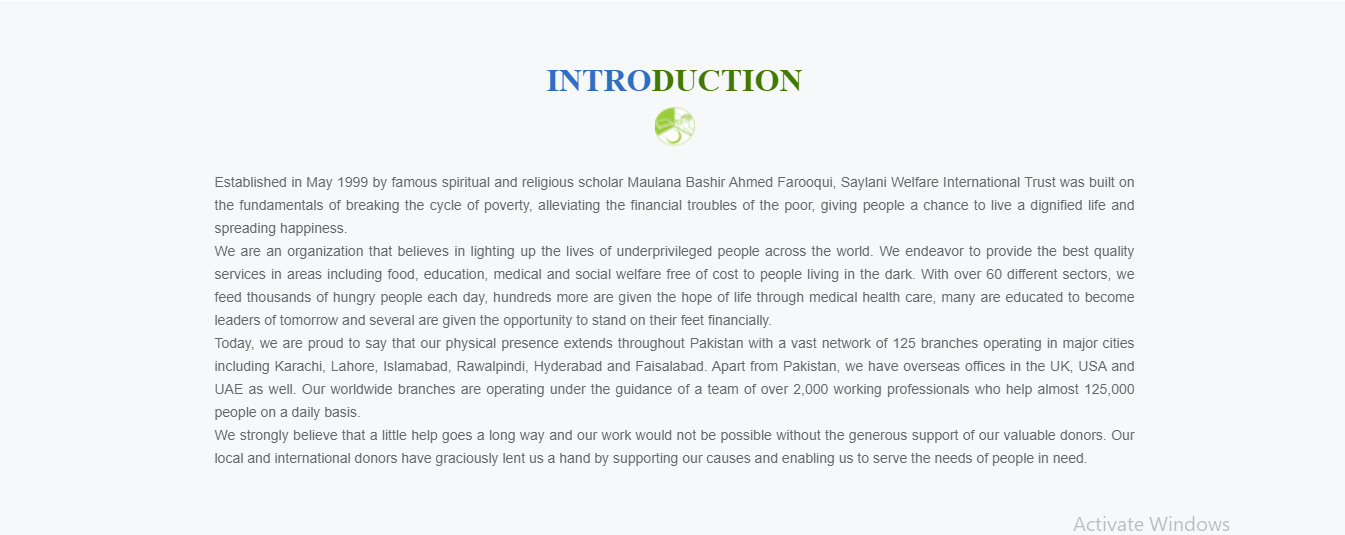 INTRODUCTION
Established in May 1999 by famous spiritual and religious scholar Maulana Bashir Ahmed Farooqui, Saylani Welfare International Trust was built on
the fundamentals of breaking the cycle of poverty, alleviating the financial troubles of the poor, giving people a chance to live a dignified life and
spreading happiness.
We are an organization that believes in lighting up the lives of underprivileged people across the world. We endeavor to provide the best quality
services in areas including food, education, medical and social welfare free of cost to people living in the dark. With over 60 different sectors, we
feed thousands of hungry people each day, hundreds more are given the hope of life through medical health care, many are educated to become
leaders of tomorrow and several are given the opportunity to stand on their feet financially.
Today, we are proud to say that our physical presence extends throughout Pakistan with a vast network of 125 branches operating in major cities
including Karachi, Lahore, Islamabad, Rawalpindi, Hyderabad and Faisalabad. Apart from Pakistan, we have overseas offices in the UK, USA and
UAE as well. Our worldwide branches are operating under the guidance of a team of over 2,000 working professionals who help almost 125,000
people on a daily basis.
We strongly believe that a little help goes a long way and our work would not be possible without the generous support of our valuable donors. Our
local and international donors have graciously lent us a hand by supporting our causes and enabling us to serve the needs of people in need.
Activate Windows